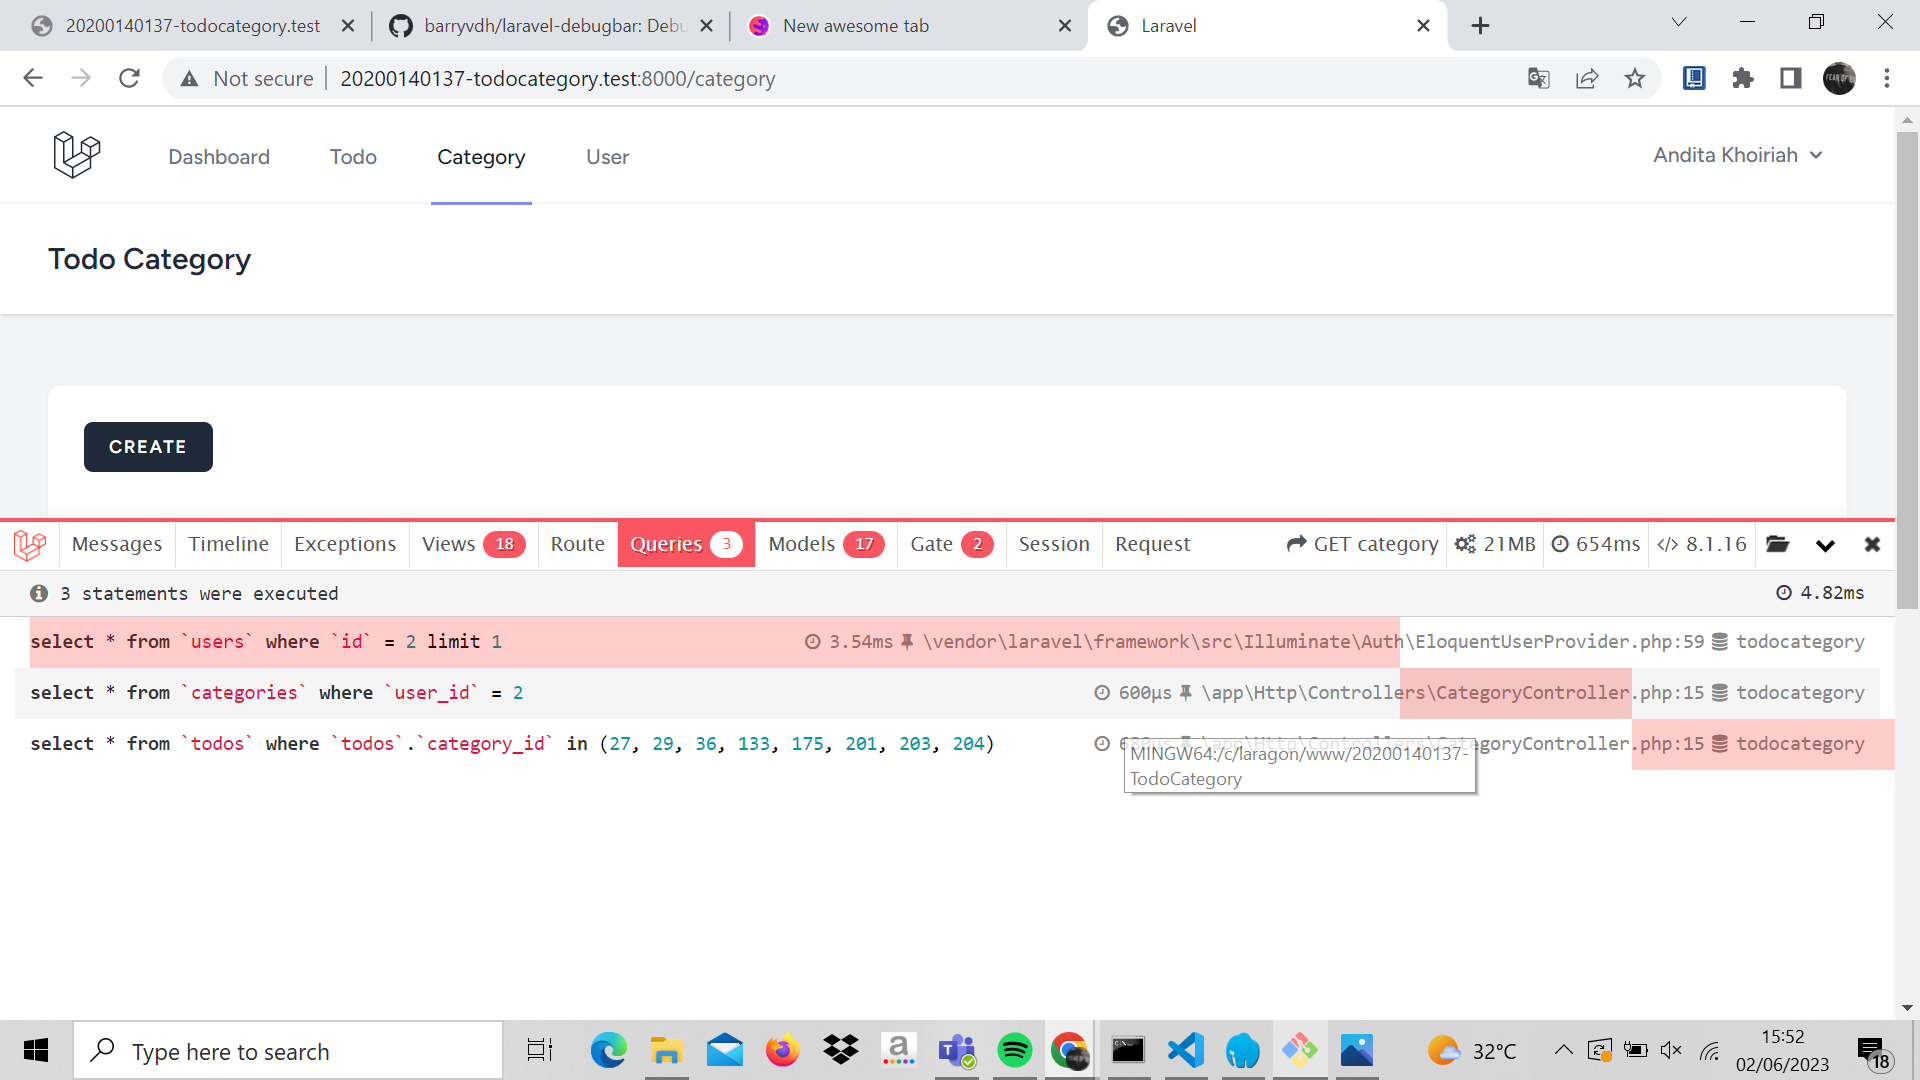 20200140137-todocategory.test
barryvdh/laravel-debugbar: Debu
New awesome tab
Laravel
Not secure
20200140137-todocategory.test:8000/category
Dashboard
Todo
Category
User
Andita Khoiriah
Todo Category
CREATE
Messages
Timeline
Exceptions
Views 18
Route
Queries 3
Models 17
Gate 2
Session
Request
GET category
21MB
654ms
</> 8.1.16
3 statements were executed
4.82ms
select * from `users` where `id` = 2 limit 1
3.54ms \vendor\laravel\framework\src\Illuminate\Auth\EloquentUserProvider.php:59 todocategory
select * from `categories` where `user_id` = 2
600μs \app\Http\Controllers\CategoryController.php:15 todocategory
select * from `todos` where `todos`.`category_id` in (27, 29, 36, 133, 175, 201, 203, 204)
\app\Http\Controllers\CategoryController.php:15 todocategory
MINGW64:/c/laragon/www/20200140137-
TodoCategory
Type here to search
32°C
15:52
02/06/2023
18